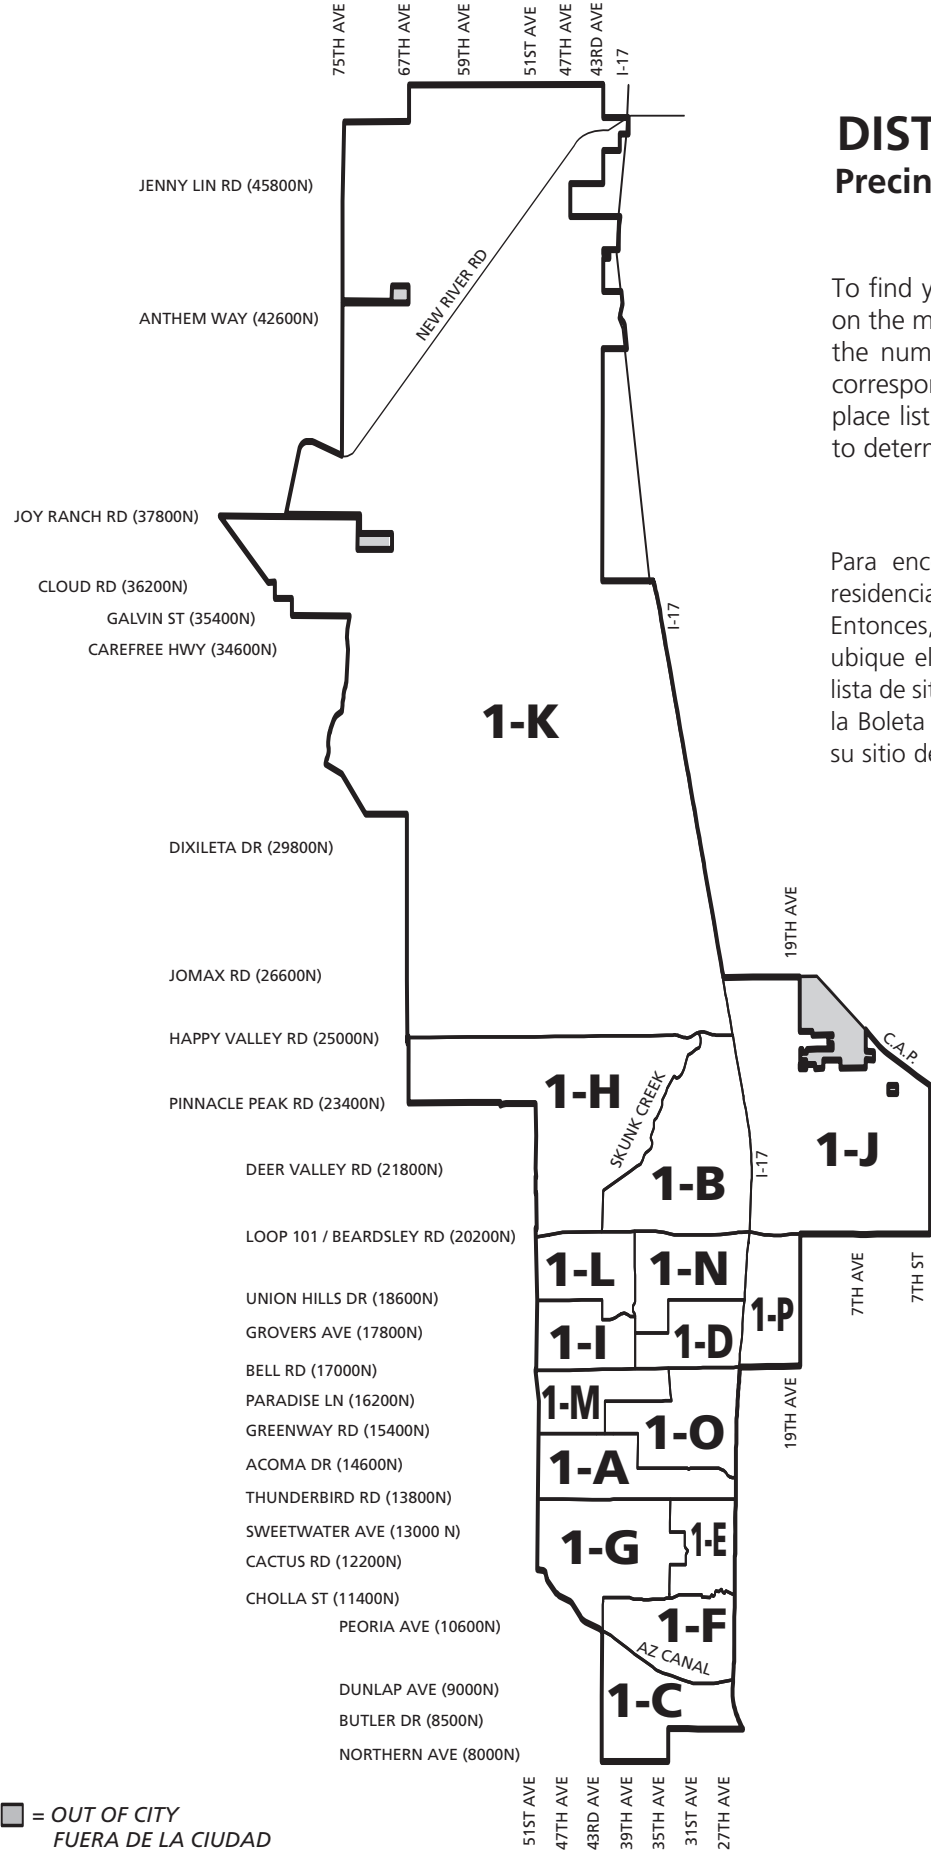 75TH AVE
67TH AVE
59TH AVE
51ST AVE
47TH AVE
43RD AVE
I-17
DIST
Precin
JENNY LIN RD (45800N)
NEW RIVER RD
To find y
on the m
the num
correspon
place list
to determ
ANTHEM WAY (42600N)
JOY RANCH RD (37800N)
CLOUD RD (36200N)
GALVIN ST (35400N)
CAREFREE HWY (34600N)
I-17
Para enc
residencia
Entonces,
ubique el
lista de sit
la Boleta
su sitio de
1-K
DIXILETA DR (29800N)
19TH AVE
JOMAX RD (26600N)
HAPPY VALLEY RD (25000N)
C.A.P.
PINNACLE PEAK RD (23400N)
1-H
SKUNK CREEK
1-J
DEER VALLEY RD (21800N)
1-B
I-17
LOOP 101 / BEARDSLEY RD (20200N)
1-L
1-N
7TH AVE
7TH ST
UNION HILLS DR (18600N)
1-P
GROVERS AVE (17800N)
1-I
1-D
BELL RD (17000N)
PARADISE LN (16200N)
1-M
19TH AVE
GREENWAY RD (15400N)
1-O
ACOMA DR (14600N)
1-A
THUNDERBIRD RD (13800N)
SWEETWATER AVE (13000 N)
1-G
1-E
CACTUS RD (12200N)
CHOLLA ST (11400N)
PEORIA AVE (10600N)
1-F
AZ CANAL
DUNLAP AVE (9000N)
1-C
BUTLER DR (8500N)
NORTHERN AVE (8000N)
51ST AVE
47TH AVE
43RD AVE
39TH AVE
35TH AVE
31ST AVE
27TH AVE
= OUT OF CITY
FUERA DE LA CIUDAD